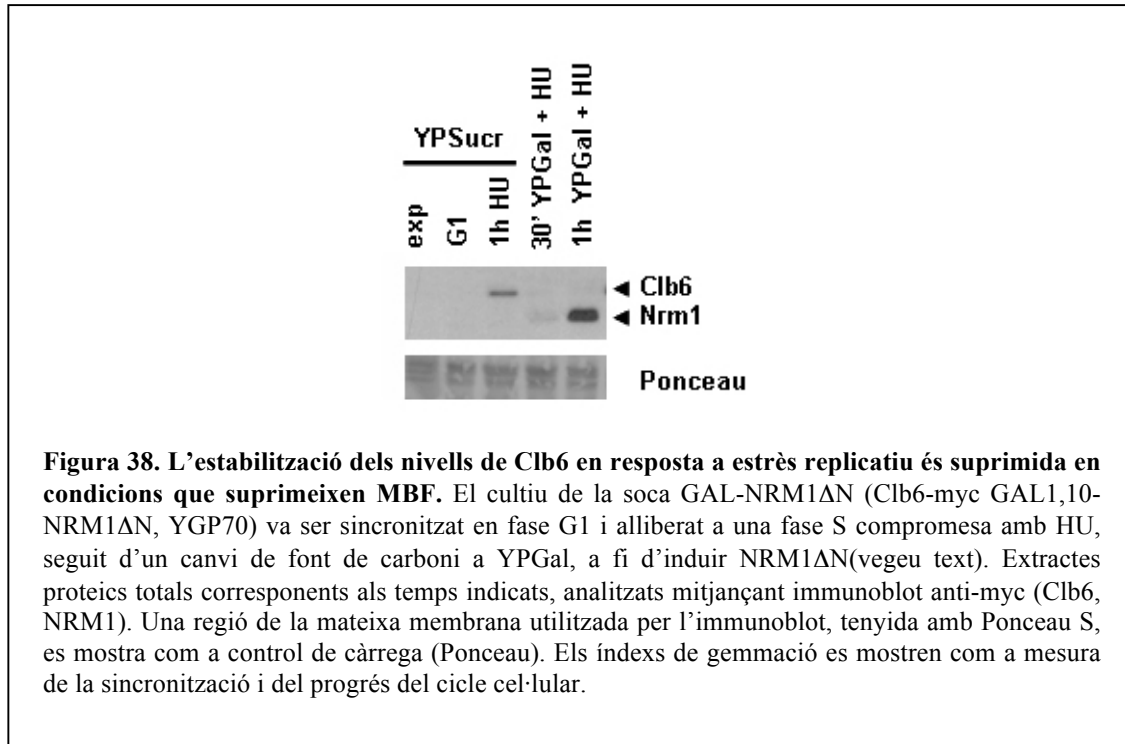 YPSucr
exp
G1
1h HU
30' YPGal + HU
1h YPGal + HU
Clb6
Nrm1
Ponceau
Figura 38. L’estabilització dels nivells de Clb6 en resposta a estrès replicatiu és suprimida en
condicions que suprimeixen MBF. El cultiu de la soca GAL-NRM1ΔN (Clb6-myc GAL1,10-
NRM1ΔN, YGP70) va ser sincronitzat en fase G1 i alliberat a una fase S compromesa amb HU,
seguit d’un canvi de font de carboni a YPGal, a fi d’induir NRM1ΔN(vegeu text). Extractes
proteics totals corresponents als temps indicats, analitzats mitjançant immunoblot anti-myc (Clb6,
NRM1). Una regió de la mateixa membrana utilitzada per l’immunoblot, tenyida amb Ponceau S,
es mostra com a control de càrrega (Ponceau). Els índexs de gemmació es mostren com a mesura
de la sincronització i del progrés del cicle cel·lular.